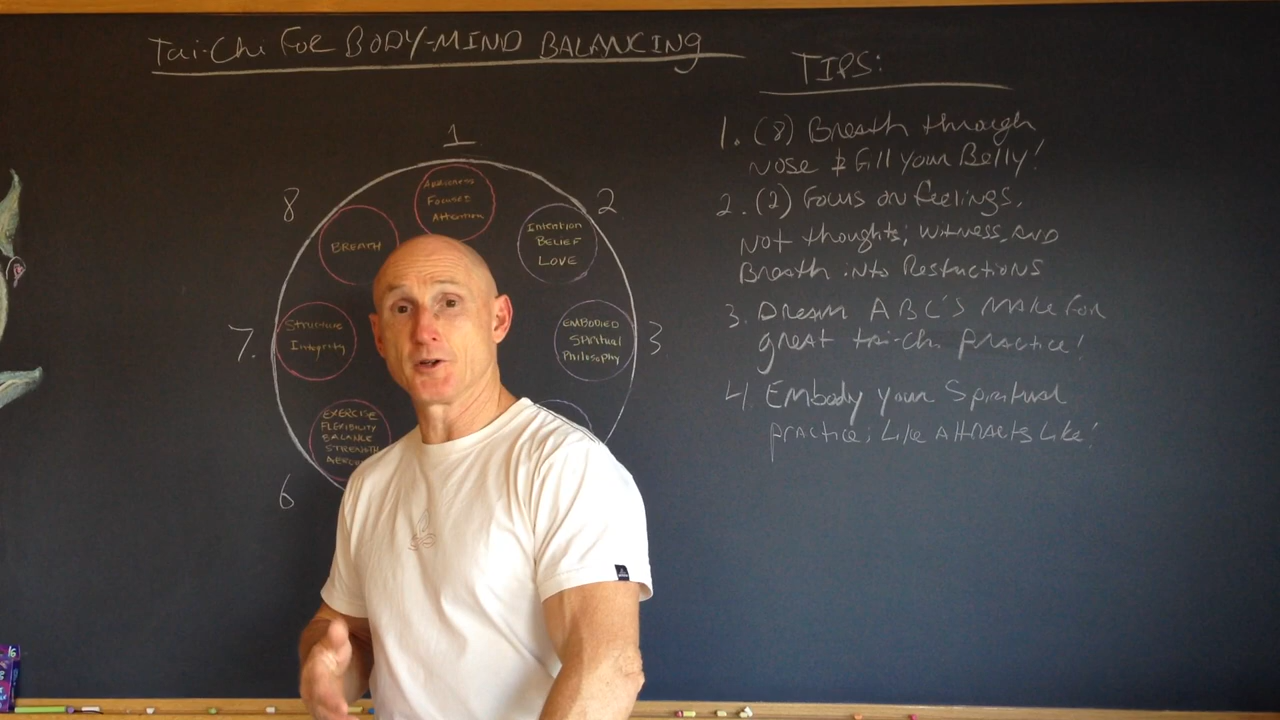 Tai-Chi FOR BODY-MIND BALANCING
TIPS:
1
AWARENESS
FOCUSED
Attention
2
Intention
BELIEF
LOVE
3
EMBODIED
Spiritual
Philosophy
6
EXERCISE
FLEXIBILITY
BALANCE
STRENGTH
7.
Structure
Integrity
8
BREATH
1. (8) Breath through
Nose & Fill your Belly!
2. (2) Focus on feelings,
Not thoughts; Witness, AND
Breath into Restrictions
3. Dream ABC'S MAKE FOR
great tai-chi practice!
4. Embody your Spiritual
practice; Like Attracts Like!
16